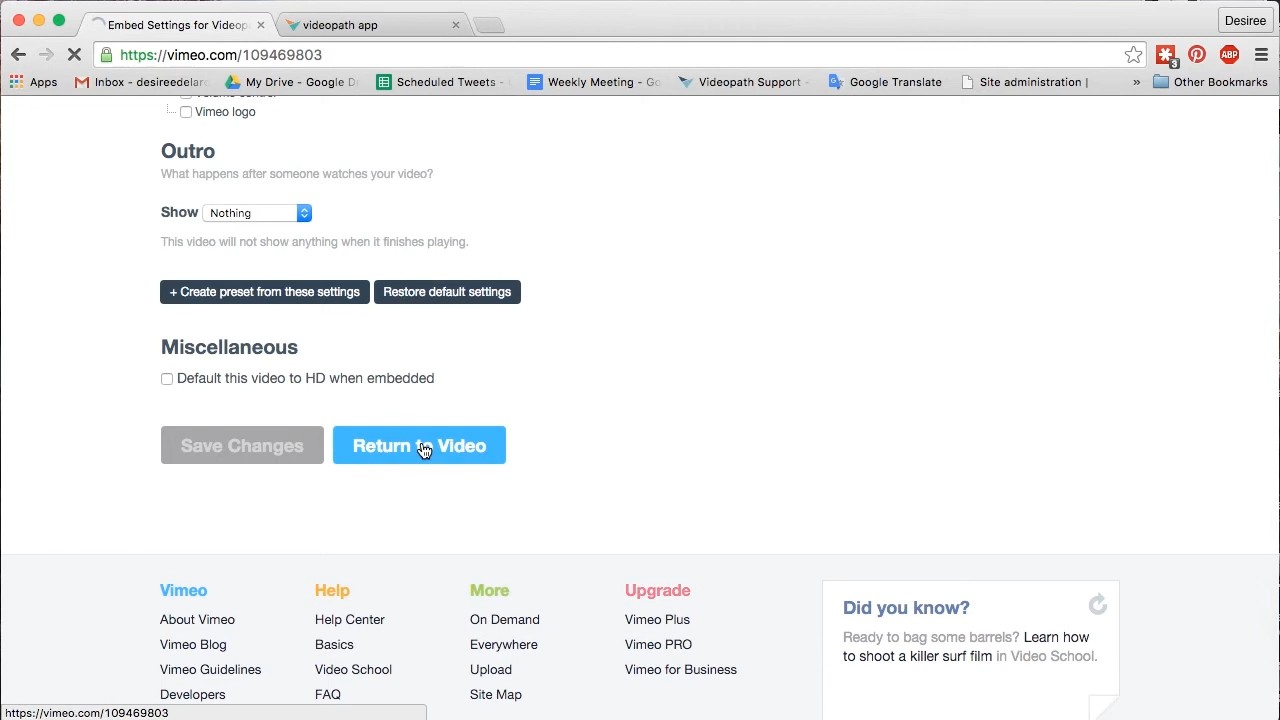 Embed Settings for Videop
videopath app
Desiree
https://vimeo.com/109469803
ABP
3
Apps
Inbox - desireedelar
My Drive - Google D
Scheduled Tweets -
Weekly Meeting - Go
Videopath Support -
Google Translate
Site administration |
»
Other Bookmarks
Vimeo logo
Outro
What happens after someone watches your video?
Show Nothing
This video will not show anything when it finishes playing.
+ Create preset from these settings
Restore default settings
Miscellaneous
Default this video to HD when embedded
Save Changes
Return to Video
Vimeo
About Vimeo
Vimeo Blog
Vimeo Guidelines
Developers
Help
Help Center
Basics
Video School
FAQ
More
On Demand
Everywhere
Upload
Site Map
Upgrade
Vimeo Plus
Vimeo PRO
Vimeo for Business
Did you know?
Ready to bag some barrels? Learn how
to shoot a killer surf film in Video School.
https://vimeo.com/109469803